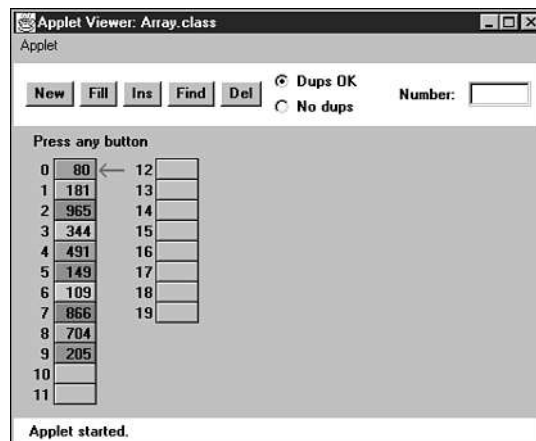 Applet Viewer: Array.class
Applet
New Fill Ins Find Del
Dups OK
No dups
Number:
Press any button
0 80 12
1 181 13
2 965 14
3 344 15
4 491 16
5 149 17
6 109 18
7 866 19
8 704
9 205
10
11
Applet started.